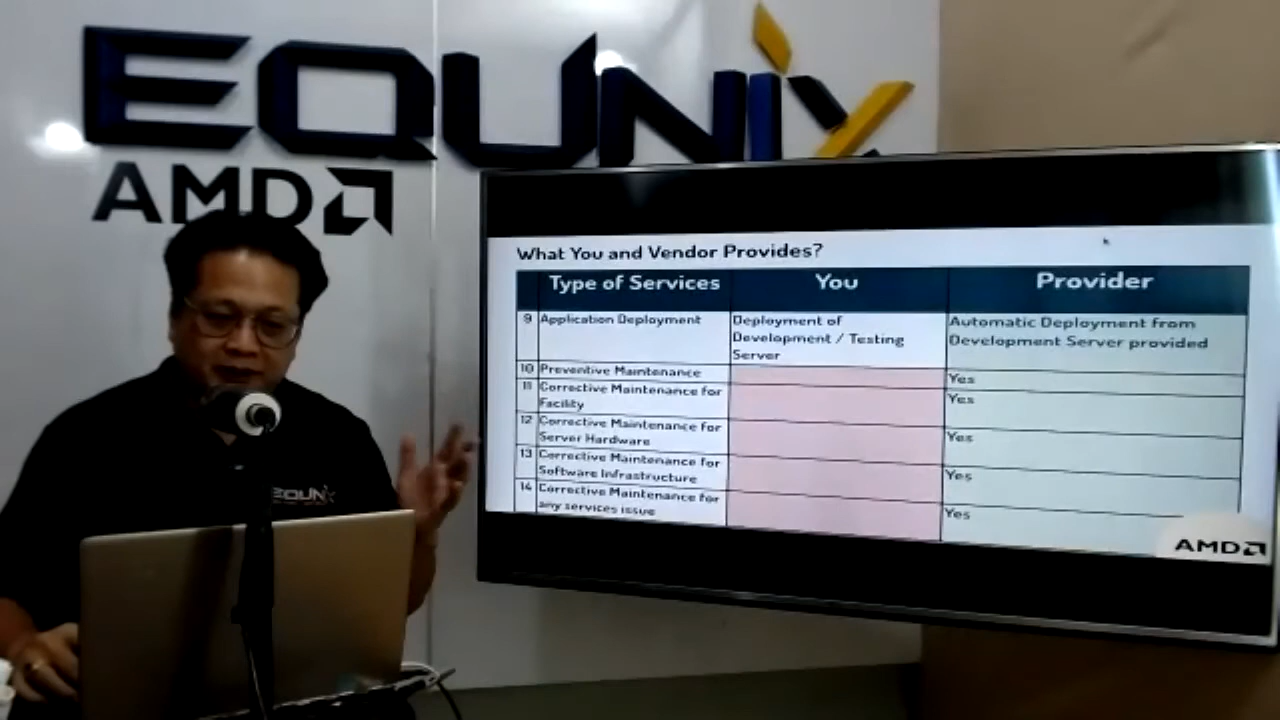 EQUNIX
AMD
What You and Vendor Provides?
Type of Services
You
Provider
9
Application Deployment
Deployment of
Development / Testing
Server
Automatic Deployment from
Development Server provided
10
Preventive Maintenance
Yes
11
Corrective Maintenance for
Facility
Yes
12
Corrective Maintenance for
Server Hardware
Yes
13
Corrective Maintenance for
Software Infrastructure
Yes
14
Corrective Maintenance for
any services issue
Yes
AMD
EQUNIX